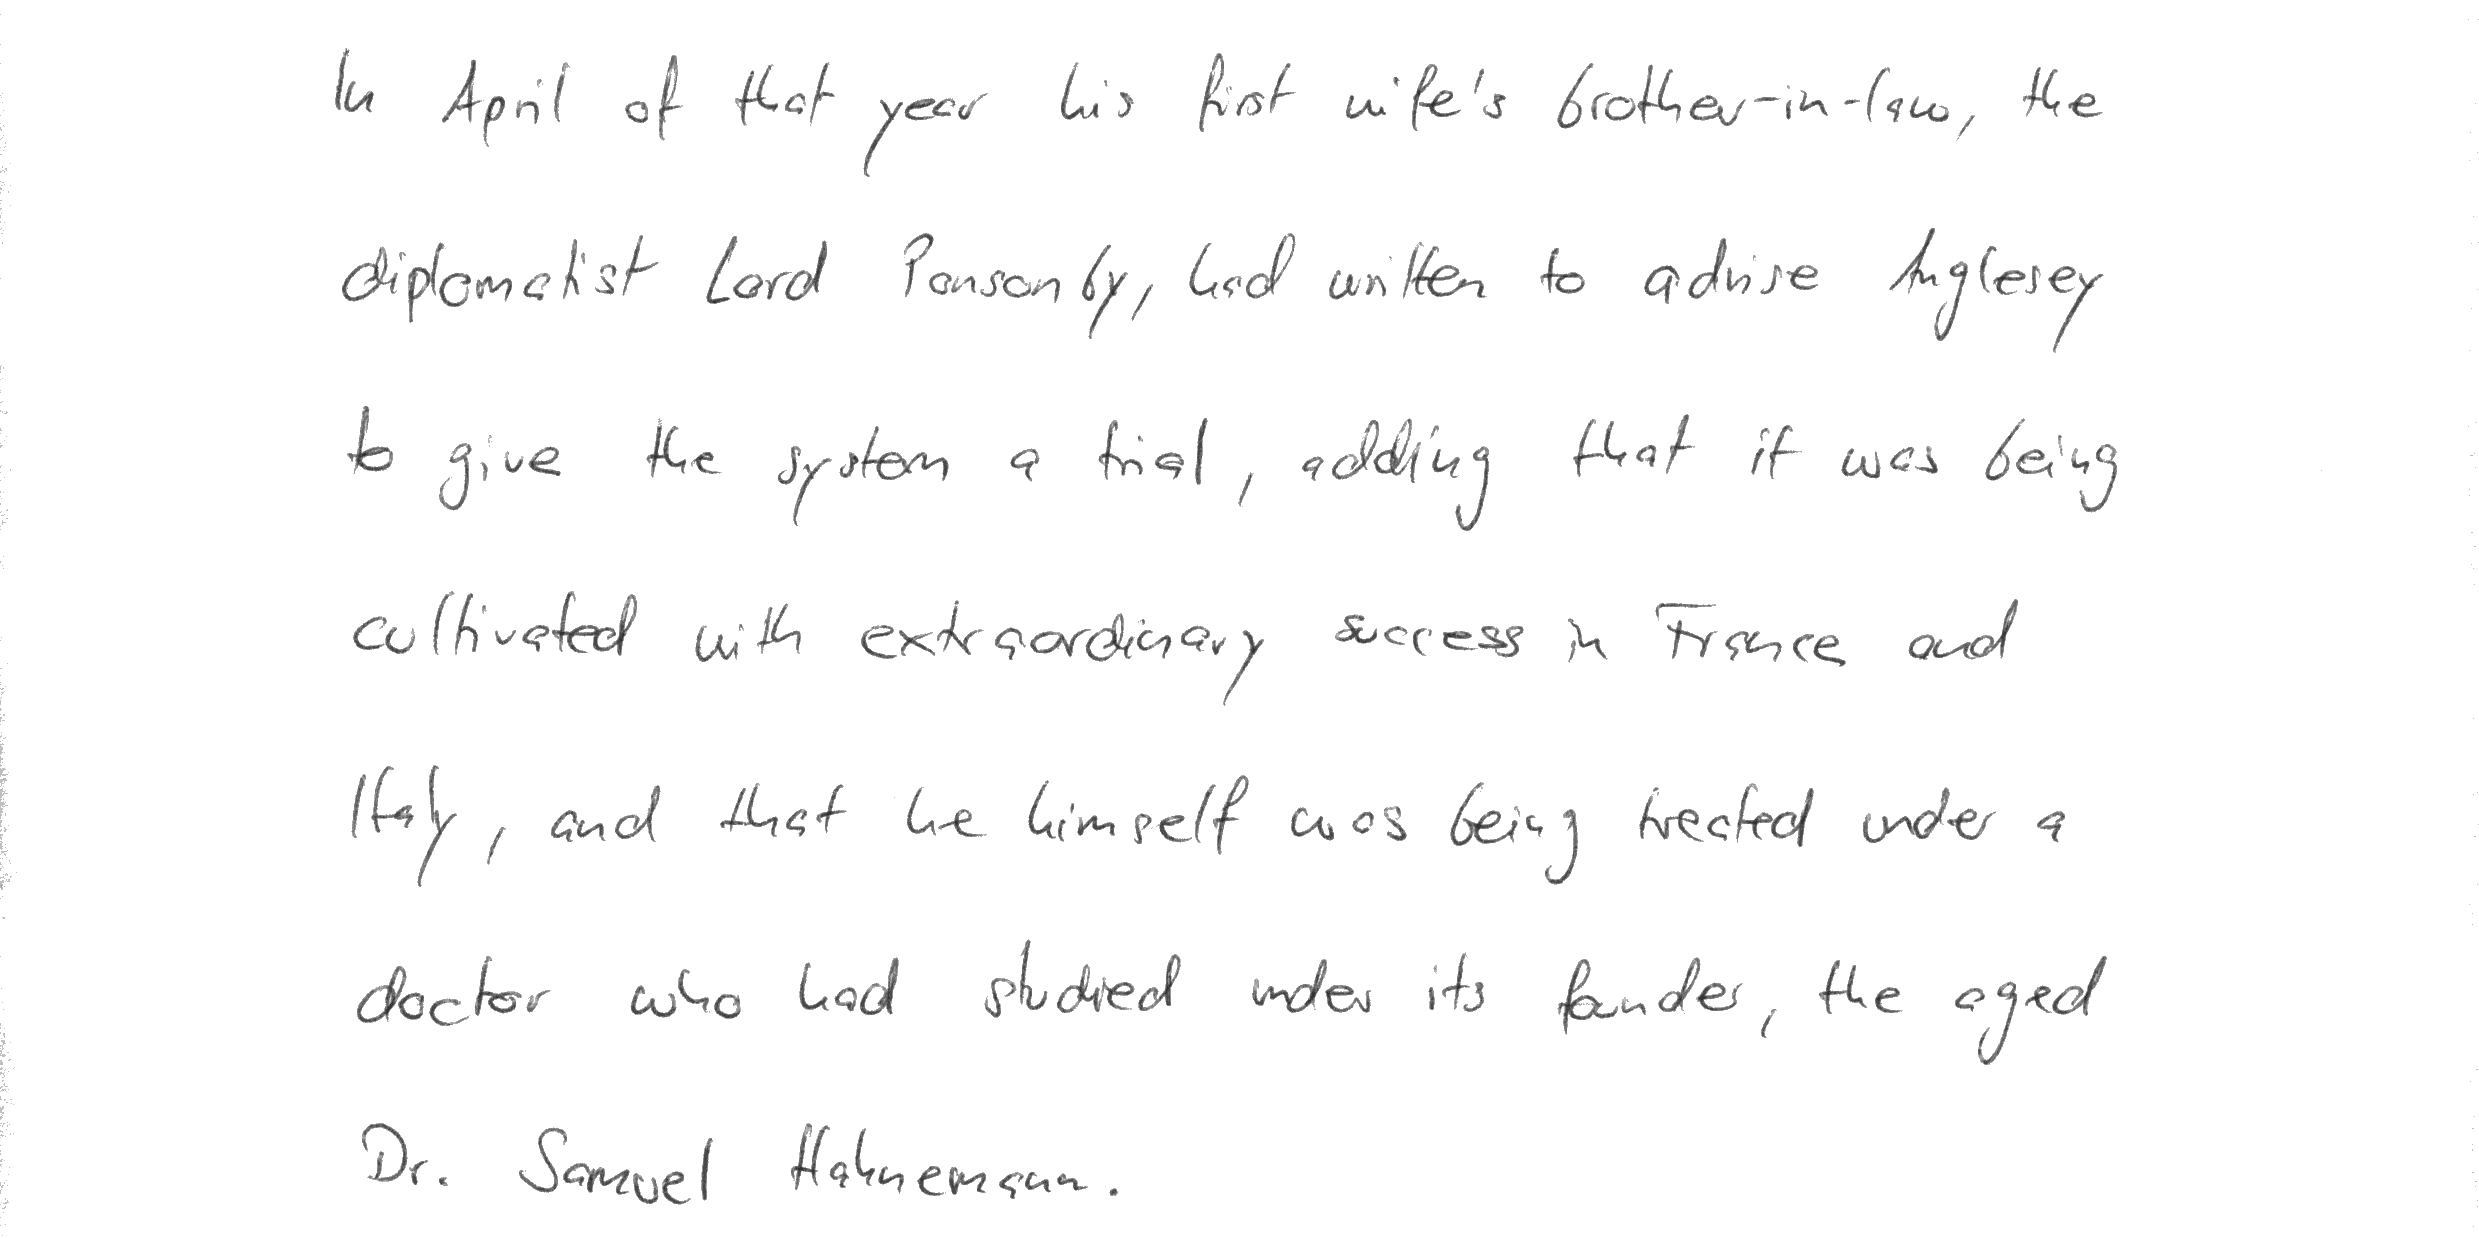 In April of that year his first wife's brother-in-law, the
diplomatist Lord Ponsonby, had written to advise Anglesey
to give the system a trial, adding that it was being
cultivated with extraordinary success in France and
Italy, and that he himself was being treated under a
doctor who had studied under its founder, the aged
Dr. Samuel Hahnemann.